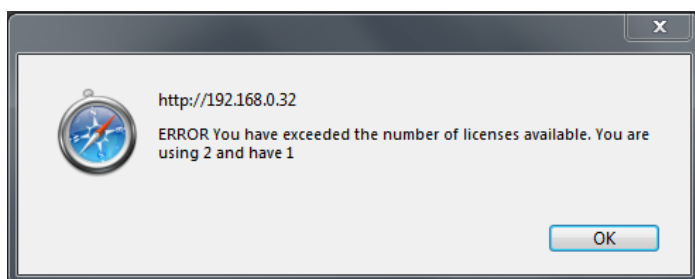 X
http://192.168.0.32
ERROR You have exceeded the number of licenses available. You are
using 2 and have 1
OK